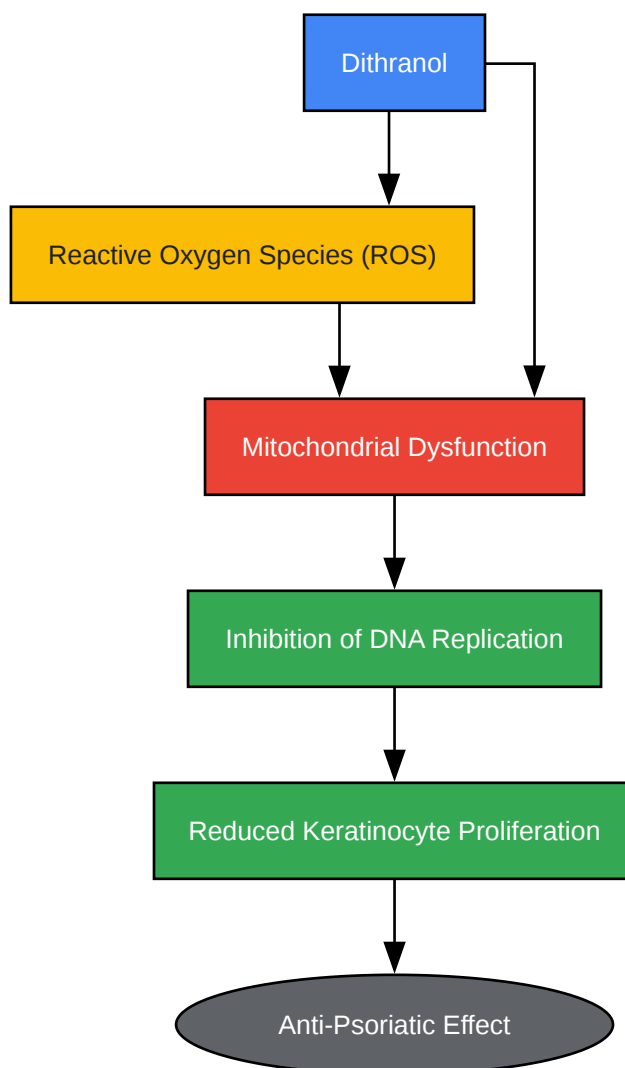 Dithranol
Reactive Oxygen Species (ROS)
Mitochondrial Dysfunction
Inhibition of DNA Replication
Reduced Keratinocyte Proliferation
Anti-Psoriatic Effect